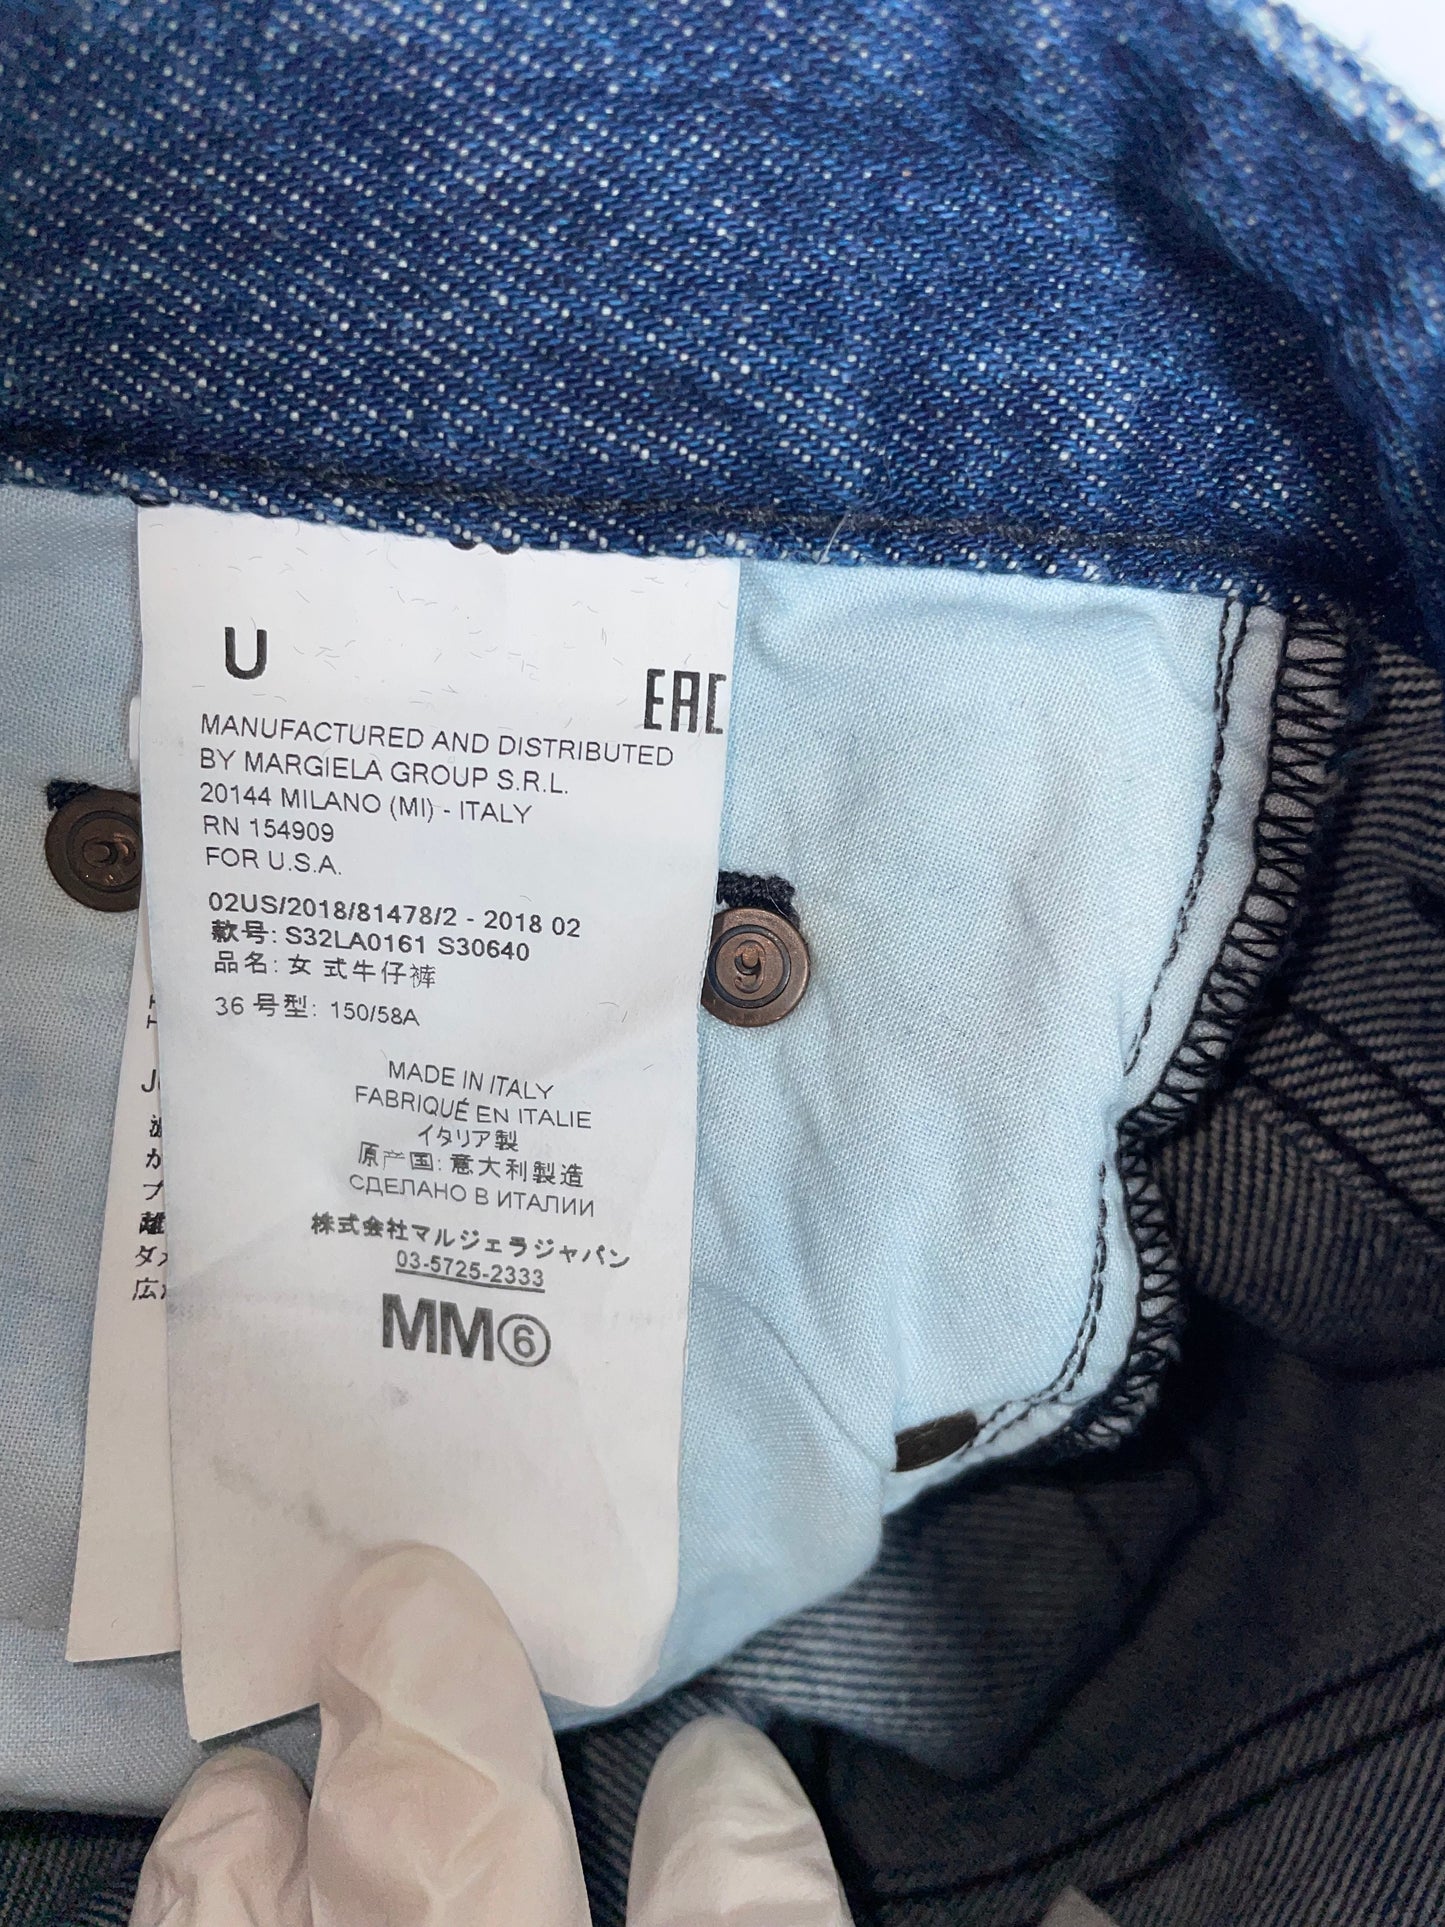 U
EAC
MANUFACTURED AND DISTRIBUTED
BY MARGIELA GROUP S.R.L.
20144 MILANO (MI) - ITALY
RN 154909
FOR U.S.A.
02US/2018/81478/2 - 2018 02
款号: S32LA0161 S30640
品名: 女 式牛仔裤
36 号型: 150/58A
MADE IN ITALY
FABRIQUÉ EN ITALIE
イタリア製
原产国: 意大利製造
СДЕЛАНО В ИТАЛИИ
株式会社マルジェラジャパン
03-5725-2333
MM⑥